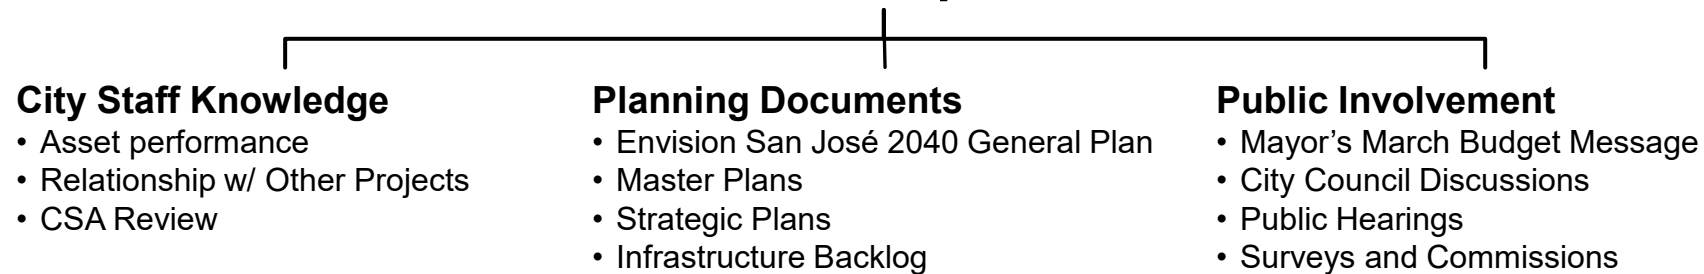 City Staff Knowledge
• Asset performance
• Relationship w/ Other Projects
• CSA Review
Planning Documents
• Envision San José 2040 General Plan
• Master Plans
• Strategic Plans
• Infrastructure Backlog
Public Involvement
• Mayor’s March Budget Message
• City Council Discussions
• Public Hearings
• Surveys and Commissions